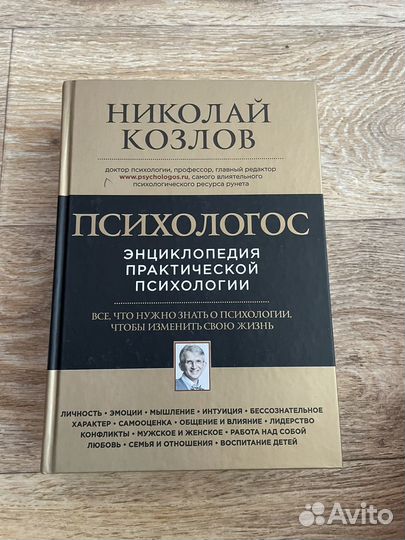 НИКОЛАЙ
КОЗЛОВ
доктор психологии, профессор, главный редактор
www.psychologos.ru, самого влиятельного
психологического ресурса рунета
ПСИХОЛОГОС
ЭНЦИКЛОПЕДИЯ
ПРАКТИЧЕСКОЙ
ПСИХОЛОГИИ
ВСЕ, ЧТО НУЖНО ЗНАТЬ О ПСИХОЛОГИИ,
ЧТОБЫ ИЗМЕНИТЬ СВОЮ ЖИЗНЬ
ЛИЧНОСТЬ • ЭМОЦИИ • МЫШЛЕНИЕ • ИНТУИЦИЯ • БЕССОЗНАТЕЛЬНОЕ
ХАРАКТЕР • САМООЦЕНКА • ОБЩЕНИЕ И ВЛИЯНИЕ • ЛИДЕРСТВО
КОНФЛИКТЫ • МУЖСКОЕ И ЖЕНСКОЕ • РАБОТА НАД СОБОЙ
ЛЮБОВЬ • СЕМЬЯ И ОТНОШЕНИЯ • ВОСПИТАНИЕ ДЕТЕЙ
Avito